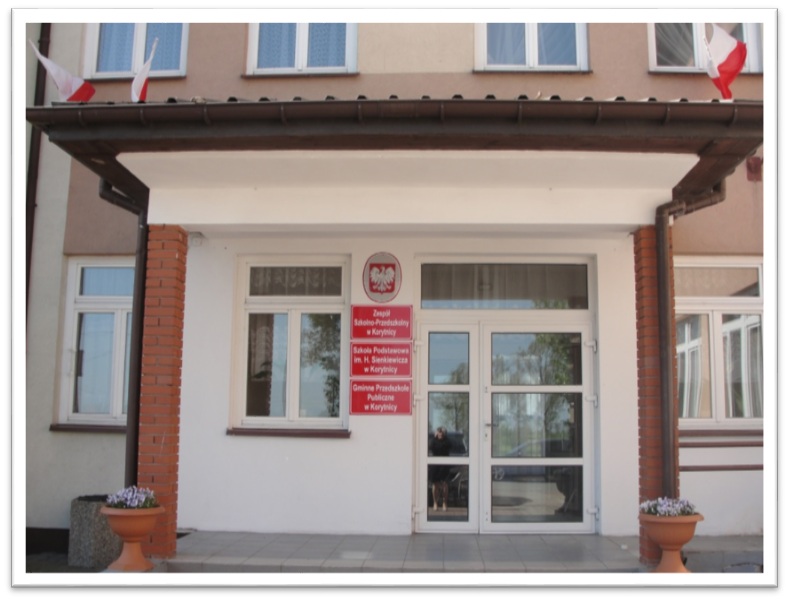 Zespół
Szkolno-Przedszkolny
w Korytnicy
Szkoła Podstawowa
im. H. Sienkiewicza
w Korytnicy
Gminne Przedszkole
Publiczne
w Korytnicy